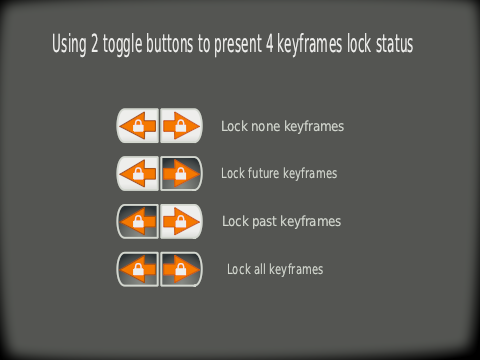 Using 2 toggle buttons to present 4 keyframes lock status
Lock none keyframes
Lock future keyframes
Lock past keyframes
Lock all keyframes